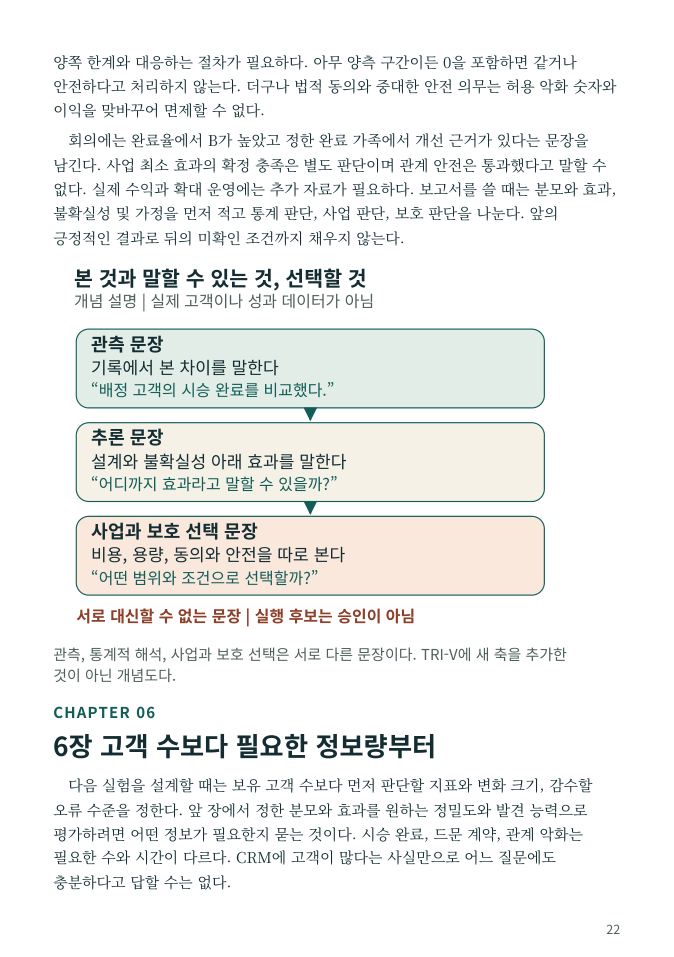 양쪽 한계와 대응하는 절차가 필요하다. 아무 양측 구간이든 0을 포함하면 같거나
안전하다고 처리하지 않는다. 더구나 법적 동의와 중대한 안전 의무는 허용 악화 숫자와
이익을 맞바꾸어 면제할 수 없다.
회의에는 완료율에서 B가 높았고 정한 완료 가족에서 개선 근거가 있다는 문장을
남긴다. 사업 최소 효과의 확정 충족은 별도 판단이며 관계 안전은 통과했다고 말할 수
없다. 실제 수익과 확대 운영에는 추가 자료가 필요하다. 보고서를 쓸 때는 분모와 효과,
불확실성 및 가정을 먼저 적고 통계 판단, 사업 판단, 보호 판단을 나눈다. 앞의
긍정적인 결과로 뒤의 미확인 조건까지 채우지 않는다.
본 것과 말할 수 있는 것, 선택할 것
개념 설명 | 실제 고객이나 성과 데이터가 아님
관측 문장
기록에서 본 차이를 말한다
“배정 고객의 시승 완료를 비교했다.”
추론 문장
설계와 불확실성 아래 효과를 말한다
“어디까지 효과라고 말할 수 있을까?”
사업과 보호 선택 문장
비용, 용량, 동의와 안전을 따로 본다
“어떤 범위와 조건으로 선택할까?”
서로 대신할 수 없는 문장 | 실행 후보는 승인이 아님
관측, 통계적 해석, 사업과 보호 선택은 서로 다른 문장이다. TRI-V에 새 축을 추가한
것이 아닌 개념도다.
CHAPTER 06
6장 고객 수보다 필요한 정보량부터
다음 실험을 설계할 때는 보유 고객 수보다 먼저 판단할 지표와 변화 크기, 감수할
오류 수준을 정한다. 앞 장에서 정한 분모와 효과를 원하는 정밀도와 발견 능력으로
평가하려면 어떤 정보가 필요한지 묻는 것이다. 시승 완료, 드문 계약, 관계 악화는
필요한 수와 시간이 다르다. CRM에 고객이 많다는 사실만으로 어느 질문에도
충분하다고 답할 수는 없다.
22